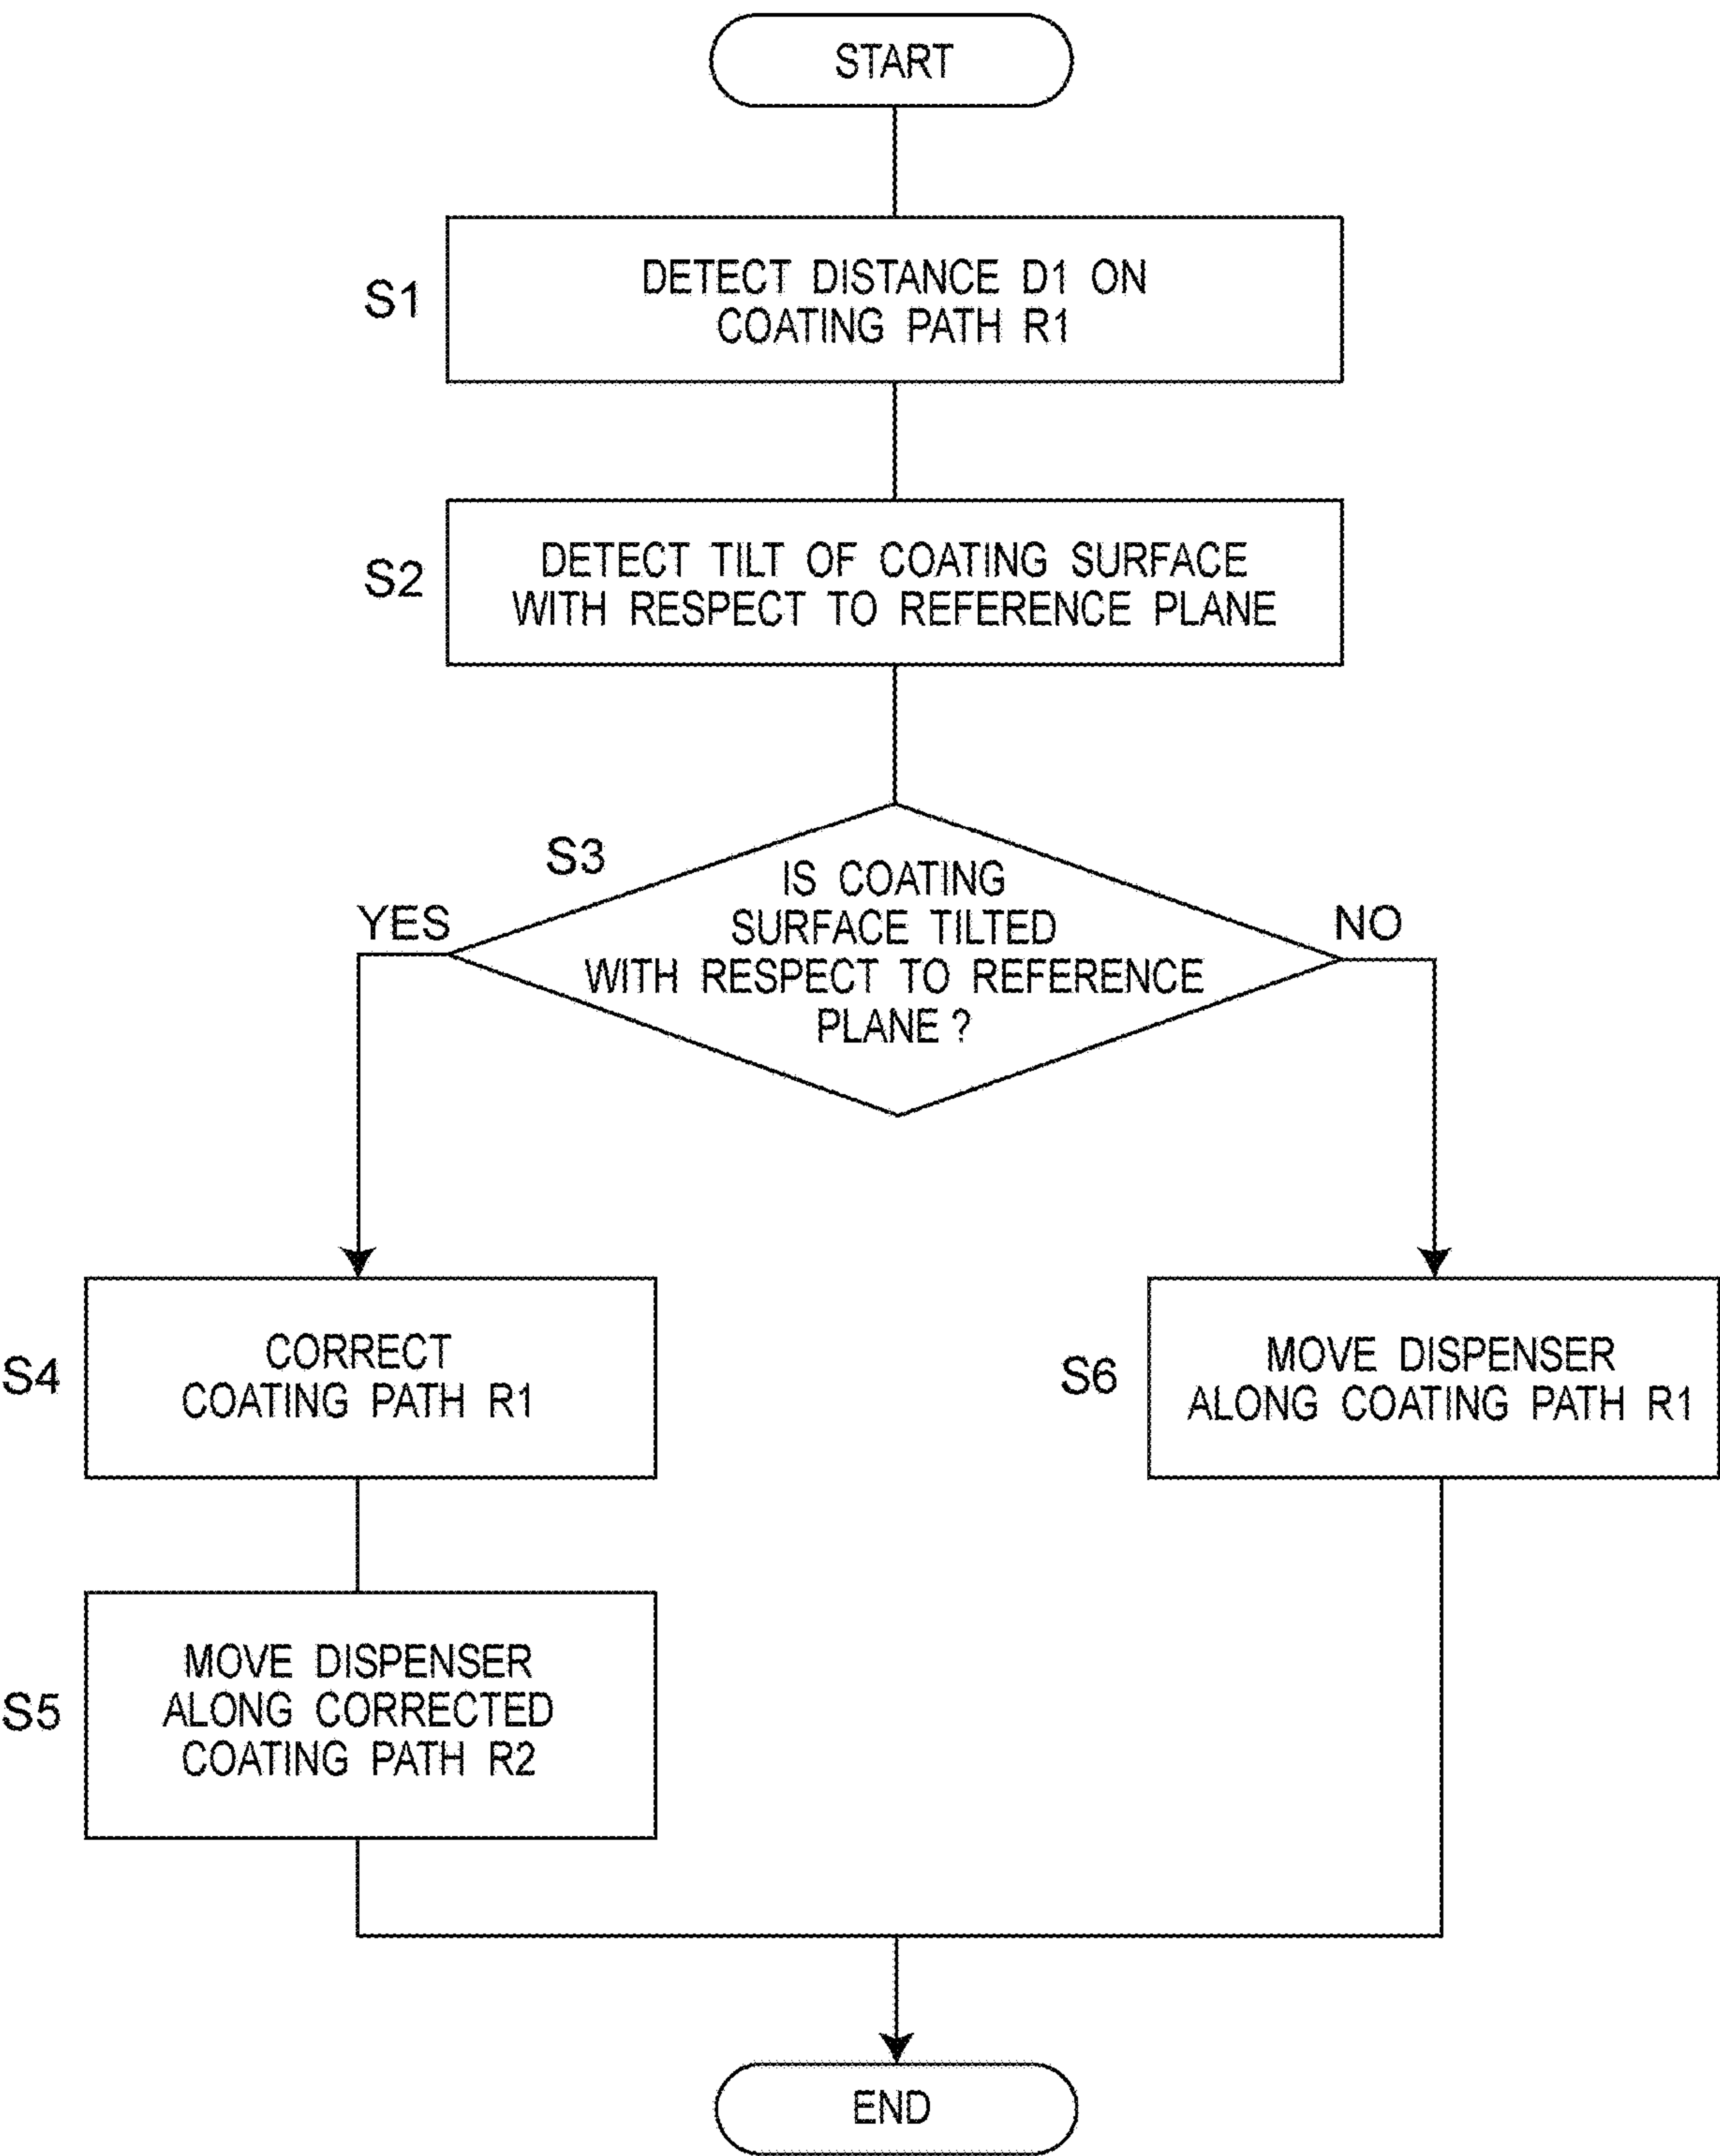 START
S1
DETECT DISTANCE D1 ON
COATING PATH R1
S2
DETECT TILT OF COATING SURFACE
WITH RESPECT TO REFERENCE PLANE
S3
IS COATING
SURFACE TILTED
WITH RESPECT TO REFERENCE
PLANE ?
YES
NO
S4
CORRECT
COATING PATH R1
S6
MOVE DISPENSER
ALONG COATING PATH R1
S5
MOVE DISPENSER
ALONG CORRECTED
COATING PATH R2
END